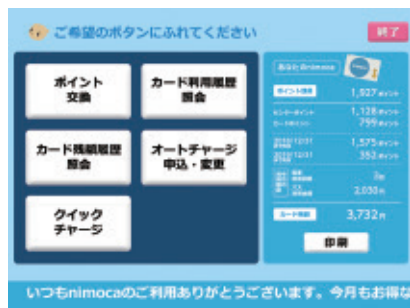 ご希望のボタンにふれてください
終了
ポイント
交換
カード利用履歴
照会
カード残額履歴
照会
オートチャージ
申込・変更
クイック
チャージ
あなたのnimoca
1,927ポイント
1,128ポイント
799ポイント
1,575ポイント
352ポイント
2,030円
カード残額
3,732円
印刷
いつもnimocaのご利用ありがとうございます。今月もお得な